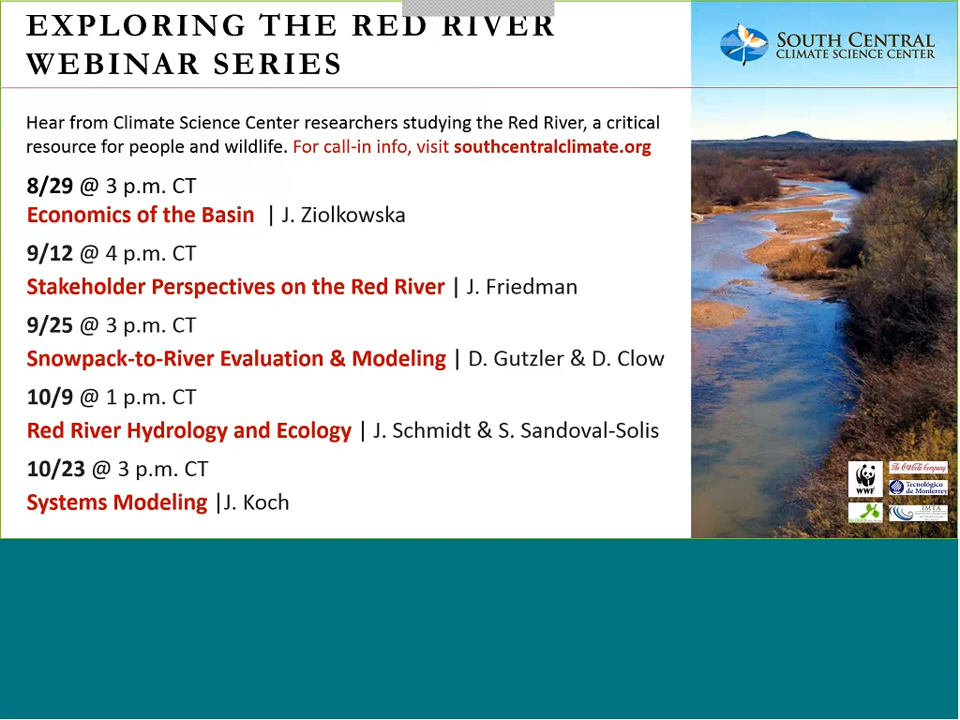 EXPLORING THE RED RIVER
WEBINAR SERIES
SOUTH CENTRAL
CLIMATE SCIENCE CENTER
Hear from Climate Science Center researchers studying the Red River, a critical
resource for people and wildlife. For call-in info, visit southcentralclimate.org
8/29 @ 3 p.m. CT
Economics of the Basin | J. Ziolkowska
9/12 @ 4 p.m. CT
Stakeholder Perspectives on the Red River | J. Friedman
9/25 @ 3 p.m. CT
Snowpack-to-River Evaluation & Modeling | D. Gutzler & D. Clow
10/9 @ 1 p.m. CT
Red River Hydrology and Ecology | J. Schmidt & S. Sandoval-Solis
10/23 @ 3 p.m. CT
Systems Modeling |J. Koch
WWF
The Coca-Cola Company
Tecnológico
de Monterrey
IMTA